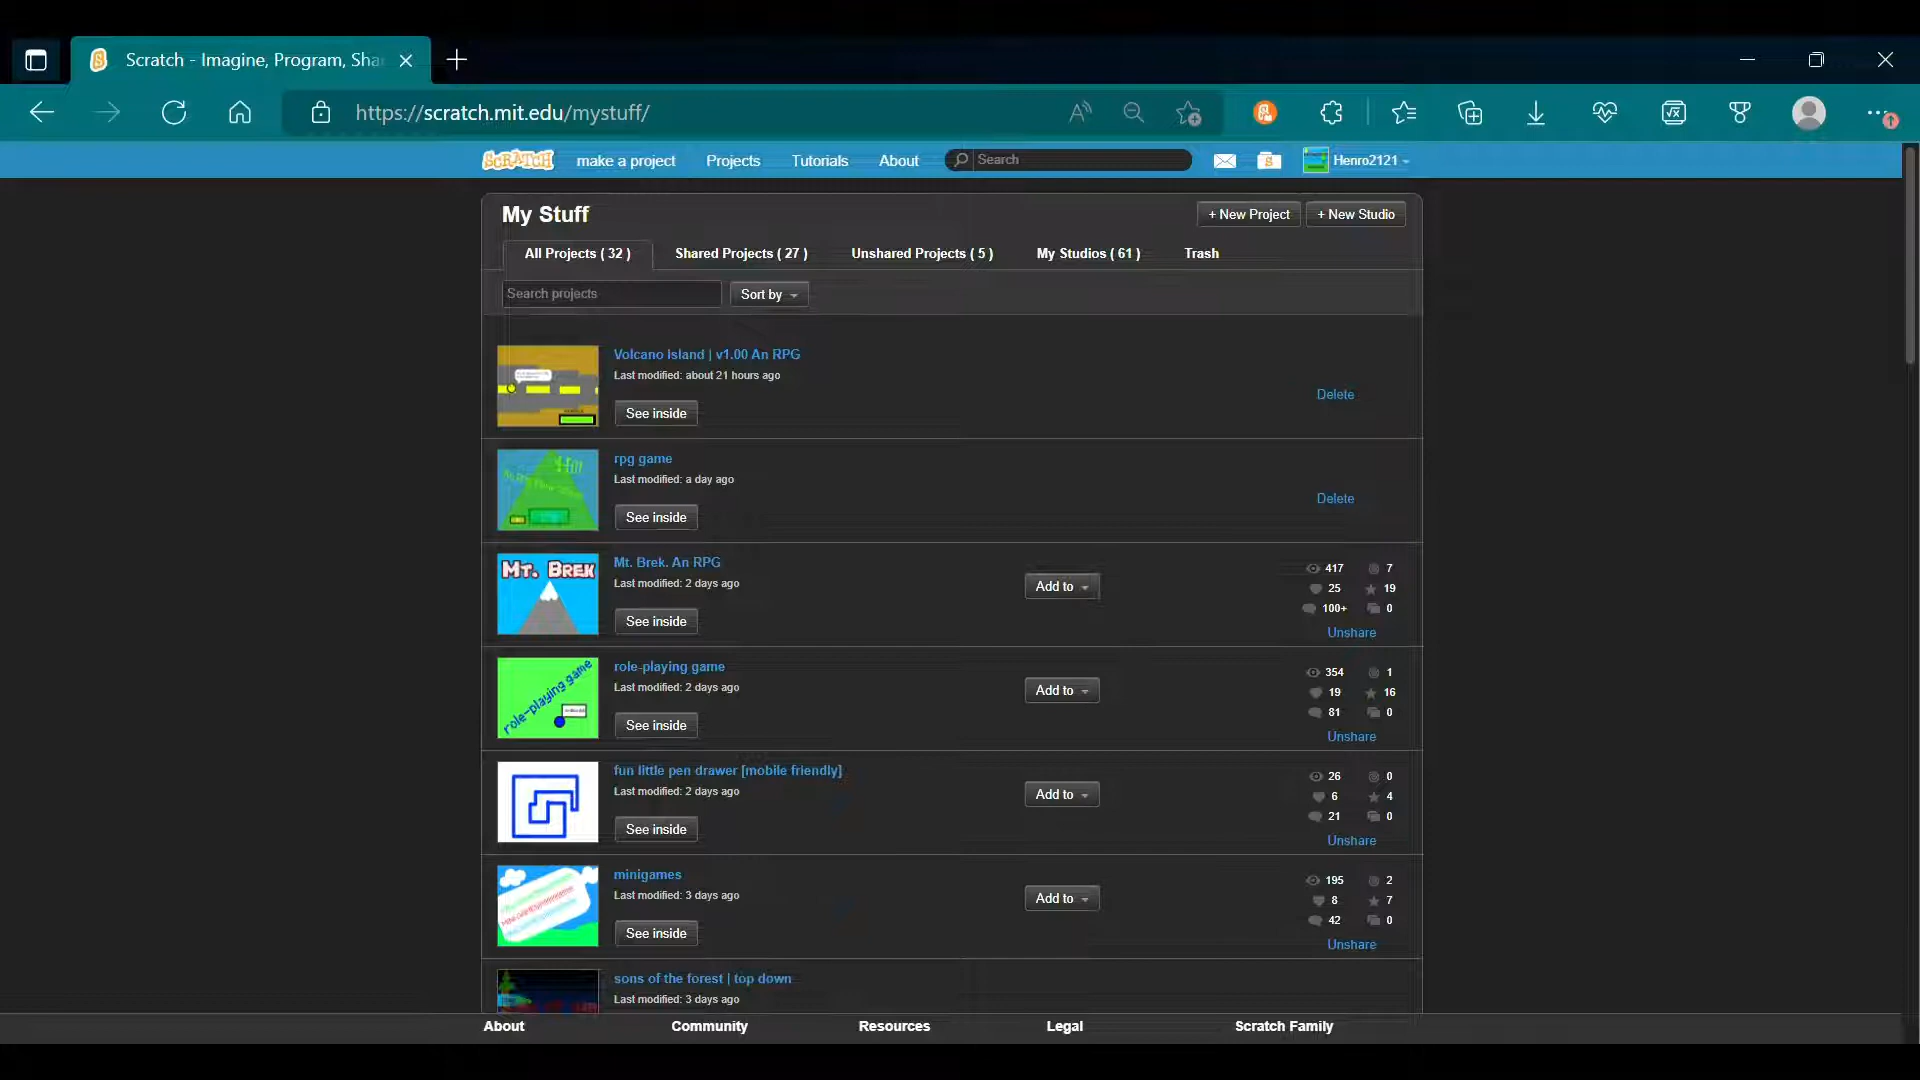 Scratch - Imagine, Program, Sha
https://scratch.mit.edu/mystuff/
SCRATCH
make a project
Projects
Tutorials
About
Search
Henro2121
My Stuff
+ New Project
+ New Studio
All Projects ( 32 )
Shared Projects ( 27 )
Unshared Projects ( 5 )
My Studios ( 61 )
Trash
Search projects
Sort by
Volcano island | v1.00 An RPG
Last modified: about 21 hours ago
See inside
Delete
rpg game
Last modified: a day ago
See inside
Delete
MT. BREK
Mt. Brek. An RPG
Last modified: 2 days ago
See inside
Add to
417 7
25 19
100+ 0
Unshare
role-playing game
role-playing game
Last modified: 2 days ago
See inside
Add to
354 1
19 16
81 0
Unshare
fun little pen drawer [mobile friendly]
Last modified: 2 days ago
See inside
Add to
26 0
6 4
21 0
Unshare
minigames
Last modified: 3 days ago
See inside
Add to
195 2
8 7
42 0
Unshare
sons of the forest | top down
Last modified: 3 days ago
About
Community
Resources
Legal
Scratch Family